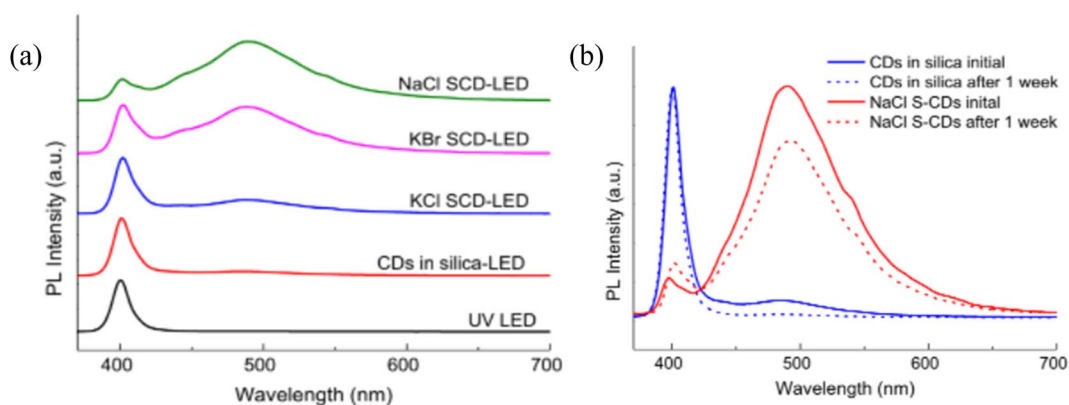 (a)
NaCl SCD-LED
KBr SCD-LED
KCl SCD-LED
CDs in silica-LED
UV LED
PL Intensity (a.u.)
400 500 600 700
Wavelength (nm)
(b)
CDs in silica initial
CDs in silica after 1 week
NaCl S-CDs inital
NaCl S-CDs after 1 week
PL Intensity (a.u.)
400 500 600 700
Wavelength (nm)